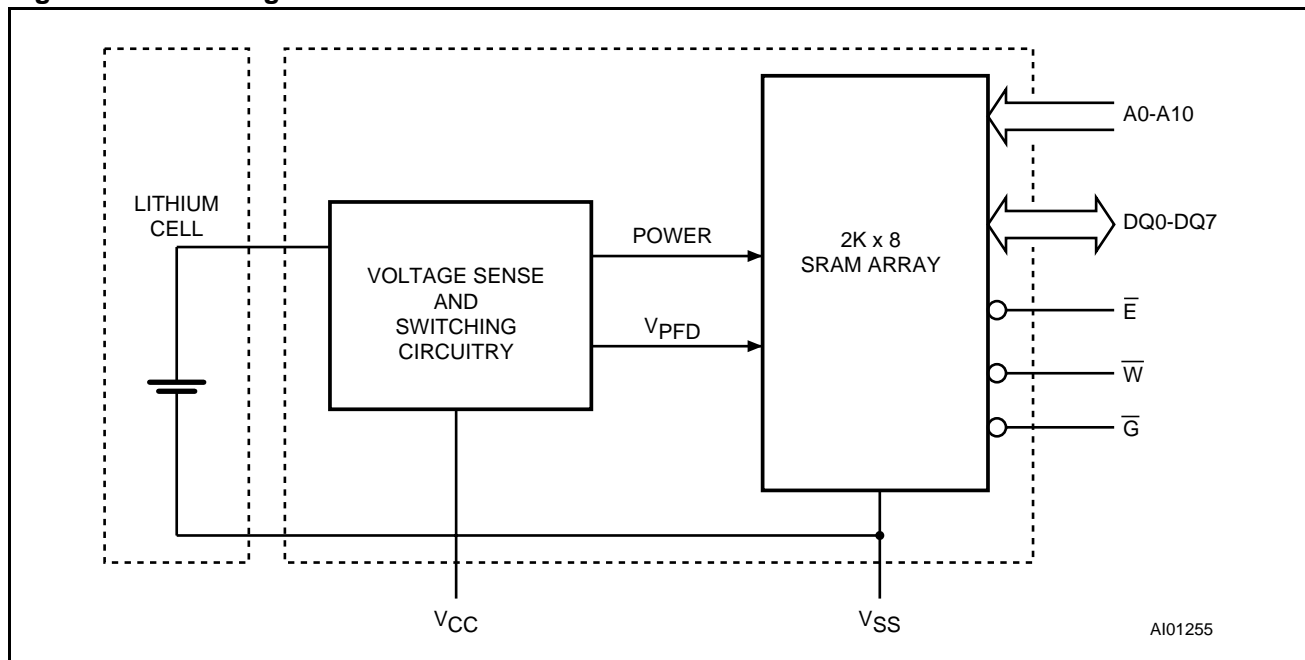 A0-A10
LITHIUM
CELL
DQ0-DQ7
POWER
2K x 8
SRAM ARRAY
VOLTAGE SENSE
AND
SWITCHING
CIRCUITRY
E̅
VPFD
W̅
G̅
VCC
VSS
AI01255